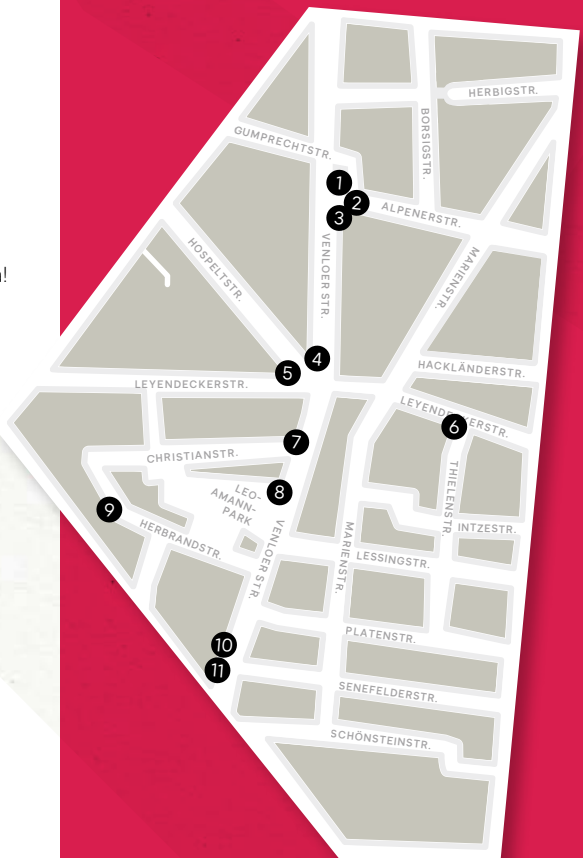 HERBIGSTR.
BORSIGSTR.
GUMPRECHTSTR.
1
2
ALPENERSTR.
3
VENLOER STR.
HOSPELTSTR.
MARIENSTR.
!
4
5
HACKLÄNDERSTR.
LEYENDECKERSTR.
LEYENDECKERSTR.
6
7
CHRISTIANSTR.
THIELENSTR.
8
LEO-
AMANN-
PARK
9
HERBRANDSTR.
VENLOER STR.
MARIENSTR.
INTZESTR.
LESSINGSTR.
10
PLATENSTR.
11
SENEFELDERSTR.
SCHÖNSTEINSTR.